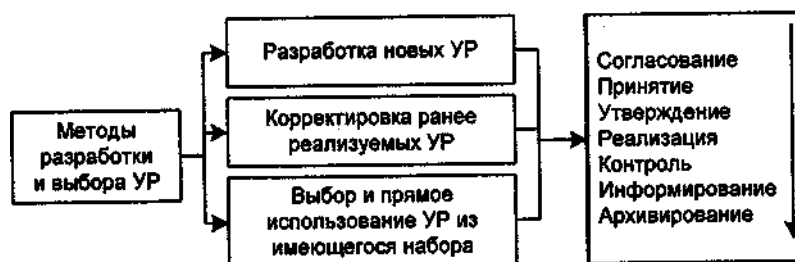 Методы
разработки
и выбора УР
Разработка новых УР
Корректировка ранее
реализуемых УР
Выбор и прямое
использование УР из
имеющегося набора
Согласование
Принятие
Утверждение
Реализация
Контроль
Информирование
Архивирование